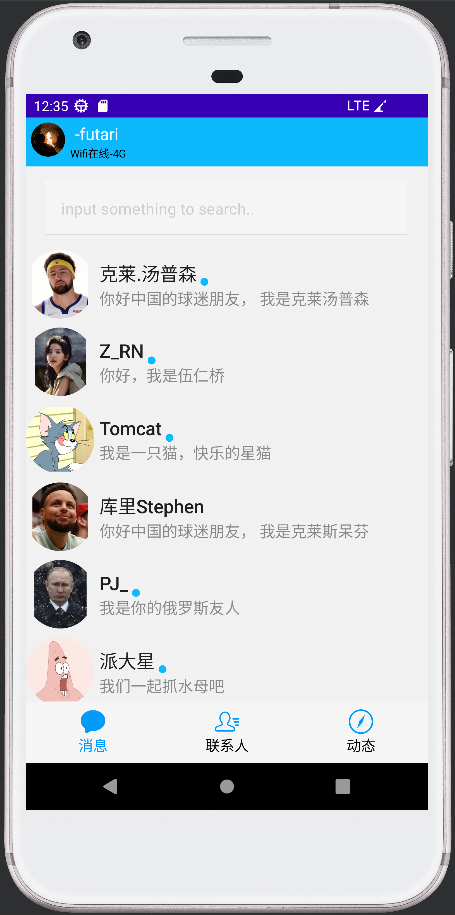 12:35
LTE
-futari
Wifi在线-4G
input something to search..
克莱.汤普森
你好中国的球迷朋友， 我是克莱汤普森
Z_RN
你好，我是伍仁桥
Tomcat
我是一只猫，快乐的星猫
库里Stephen
你好中国的球迷朋友， 我是克莱斯呆芬
PJ_
我是你的俄罗斯友人
派大星
我们一起抓水母吧
消息
联系人
动态